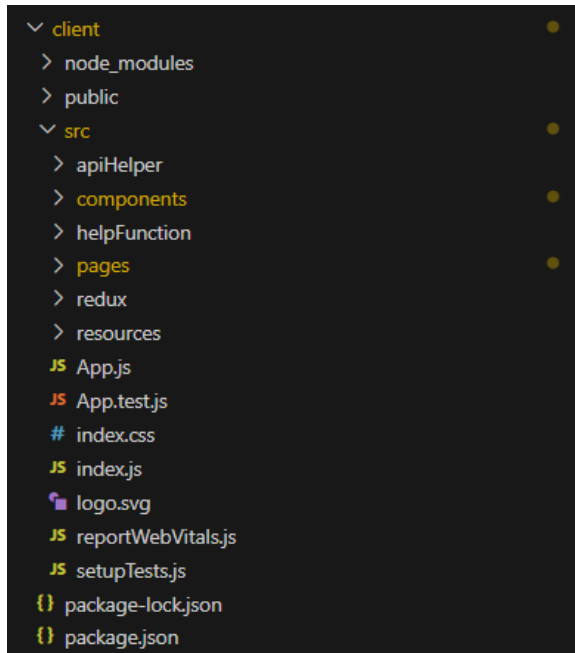 client
node_modules
public
src
apiHelper
components
helpFunction
pages
redux
resources
JS App.js
JS App.test.js
# index.css
JS index.js
logo.svg
JS reportWebVitals.js
JS setupTests.js
{} package-lock.json
{} package.json